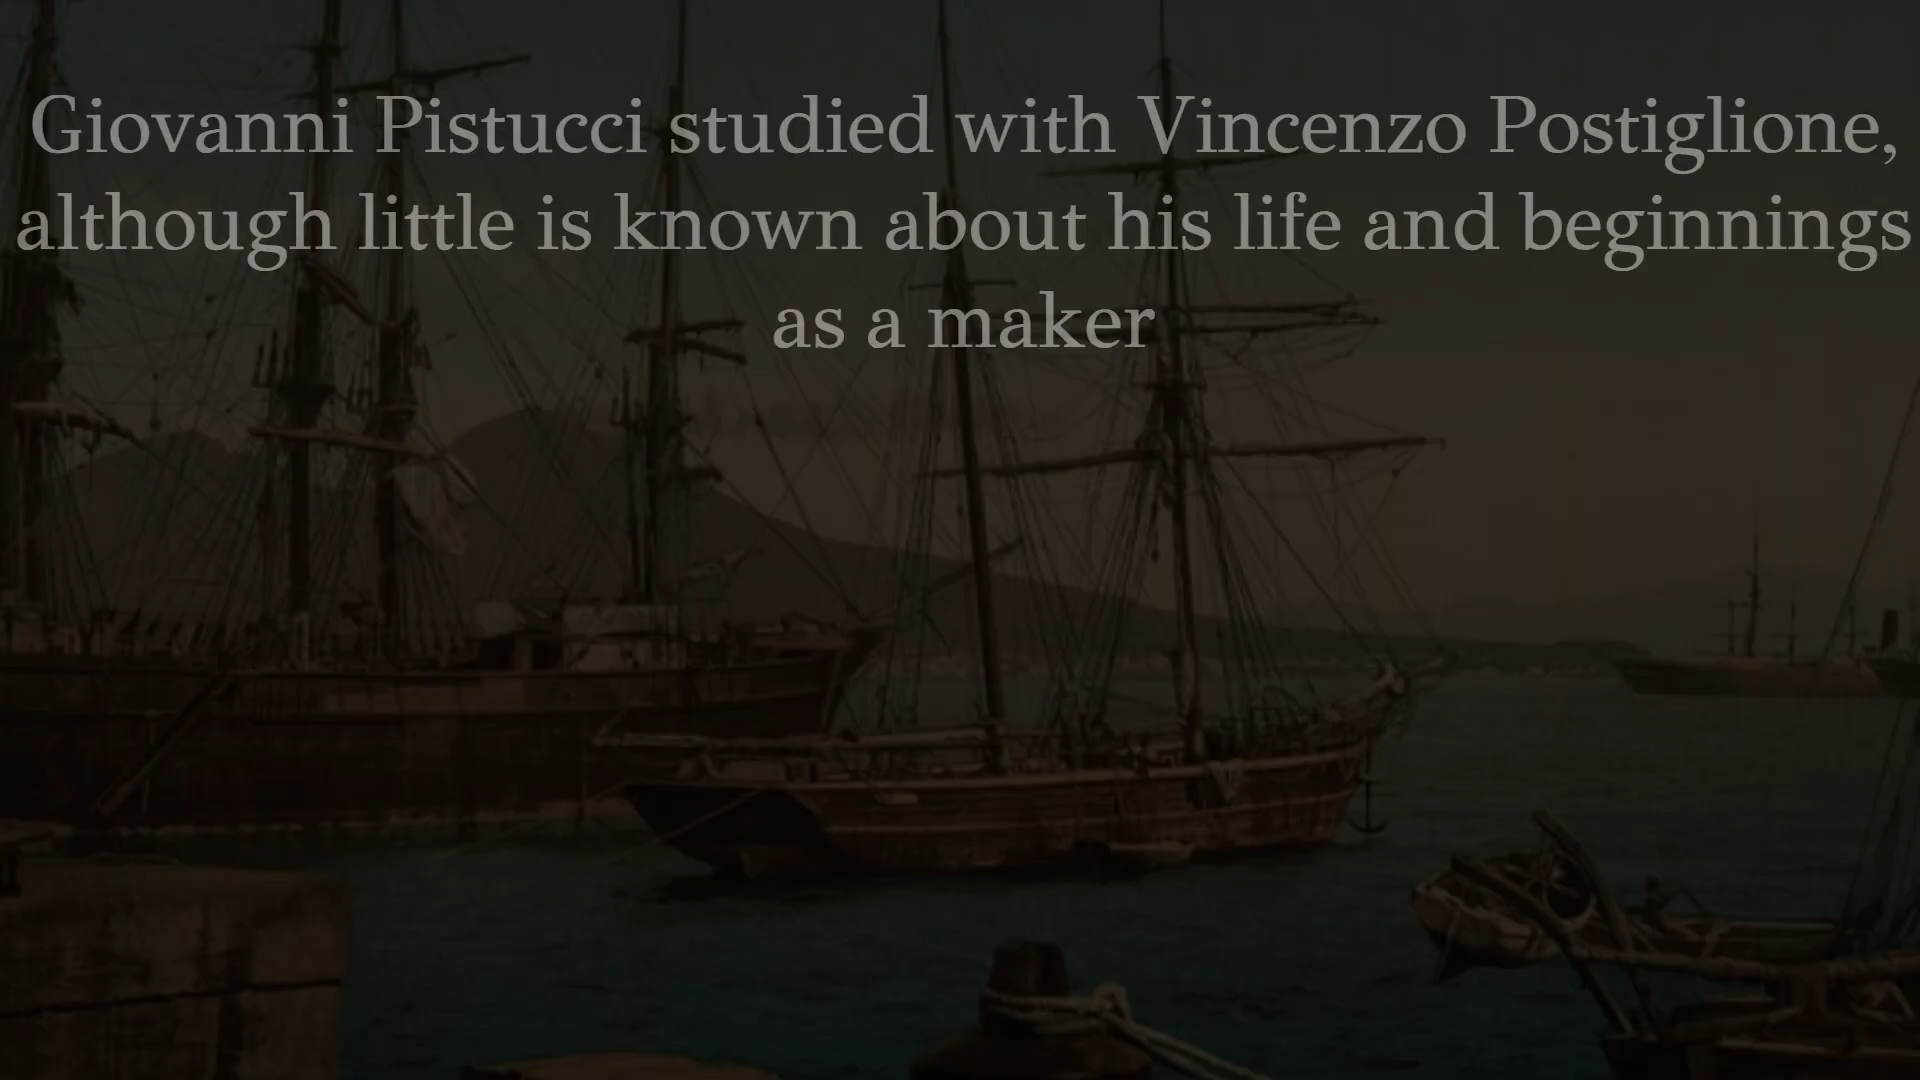 Giovanni Pistucci studied with Vincenzo Postiglione,
although little is known about his life and beginnings
as a maker